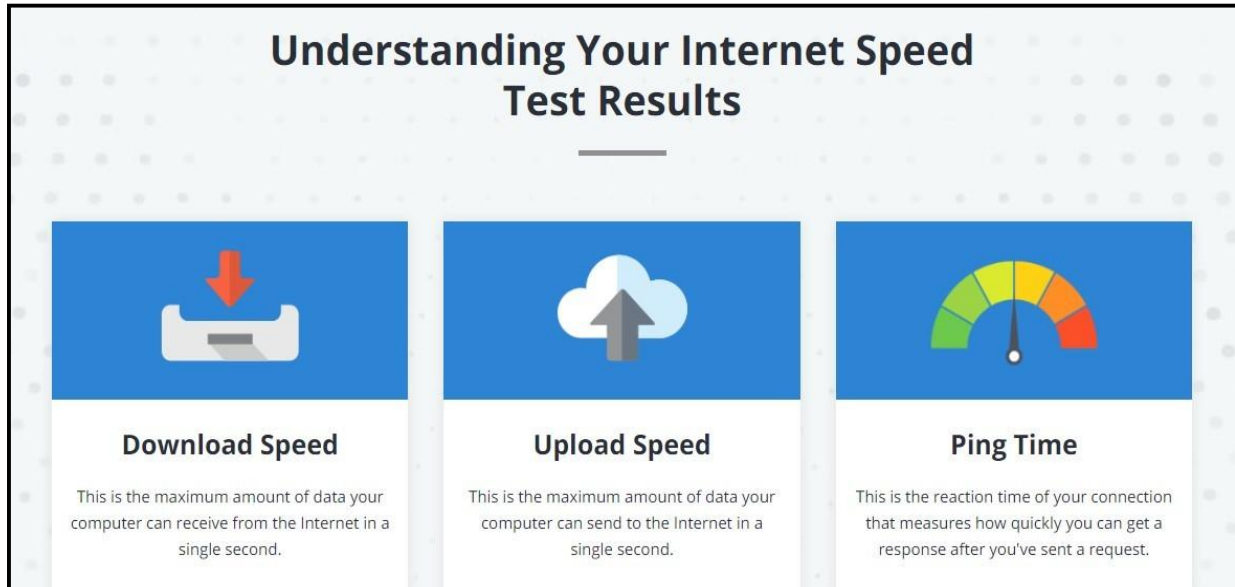 Understanding Your Internet Speed
Test Results
Download Speed
This is the maximum amount of data your
computer can receive from the Internet in a
single second.
Upload Speed
This is the maximum amount of data your
computer can send to the Internet in a
single second.
Ping Time
This is the reaction time of your connection
that measures how quickly you can get a
response after you've sent a request.